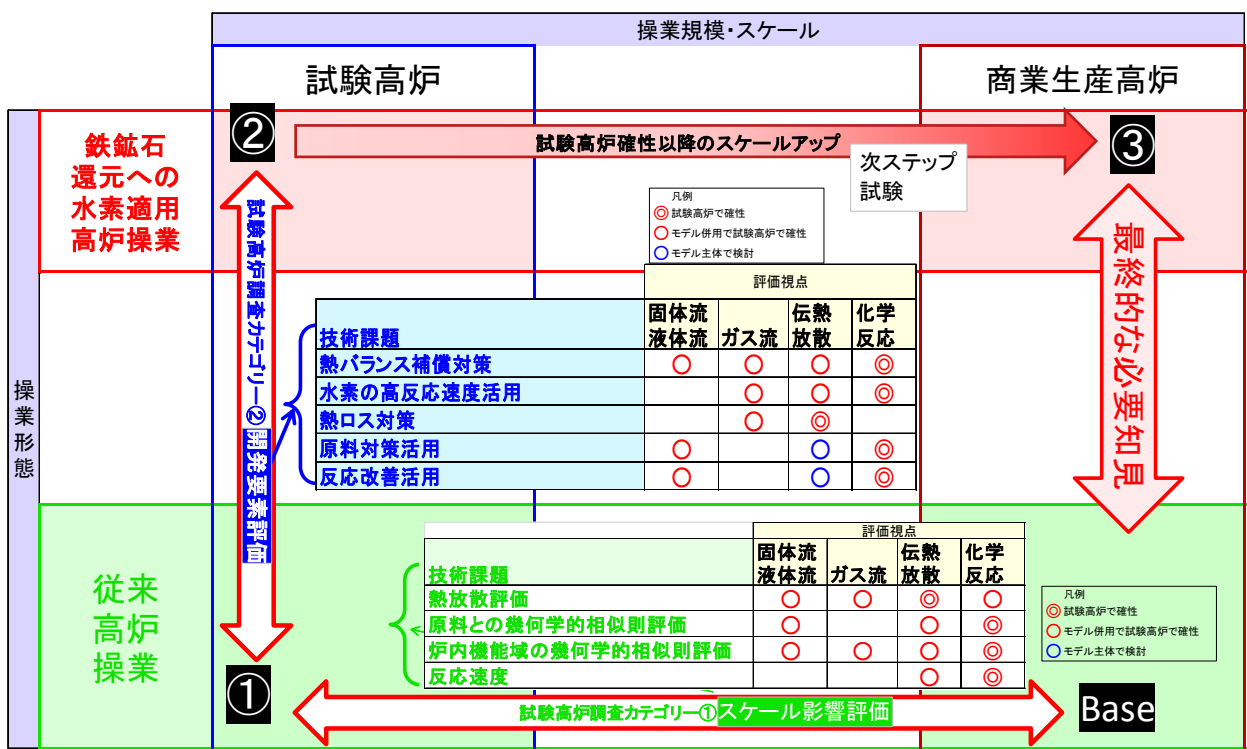 操業規模・スケール
試験高炉
商業生産高炉
操業形態
鉄鉱石
還元への
水素適用
高炉操業
②
試験高炉確性以降のスケールアップ
次ステップ
試験
③
凡例
◎試験高炉で確性
○モデル併用で試験高炉で確性
○モデル主体で検討
試験高炉調査カテゴリー②開発要素評価
最終的な必要知見
評価視点
技術課題 固体流 液体流 ガス流 伝熱 放散 化学 反応
熱バランス補償対策 ○ ○ ○ ◎
水素の高反応速度活用 ○ ○ ◎
熱ロス対策 ○ ◎
原料対策活用 ○ ○ ◎
反応改善活用 ○ ○ ◎
従来
高炉
操業
評価視点
技術課題 固体流 液体流 ガス流 伝熱 放散 化学 反応
熱放散評価 ○ ○ ◎ ○
原料との幾何学的相似則評価 ○ ○ ◎
炉内機能域の幾何学的相似則評価 ○ ○ ○ ◎
反応速度 ○ ◎
凡例
◎試験高炉で確性
○モデル併用で試験高炉で確性
○モデル主体で検討
①
試験高炉調査カテゴリー①スケール影響評価
Base